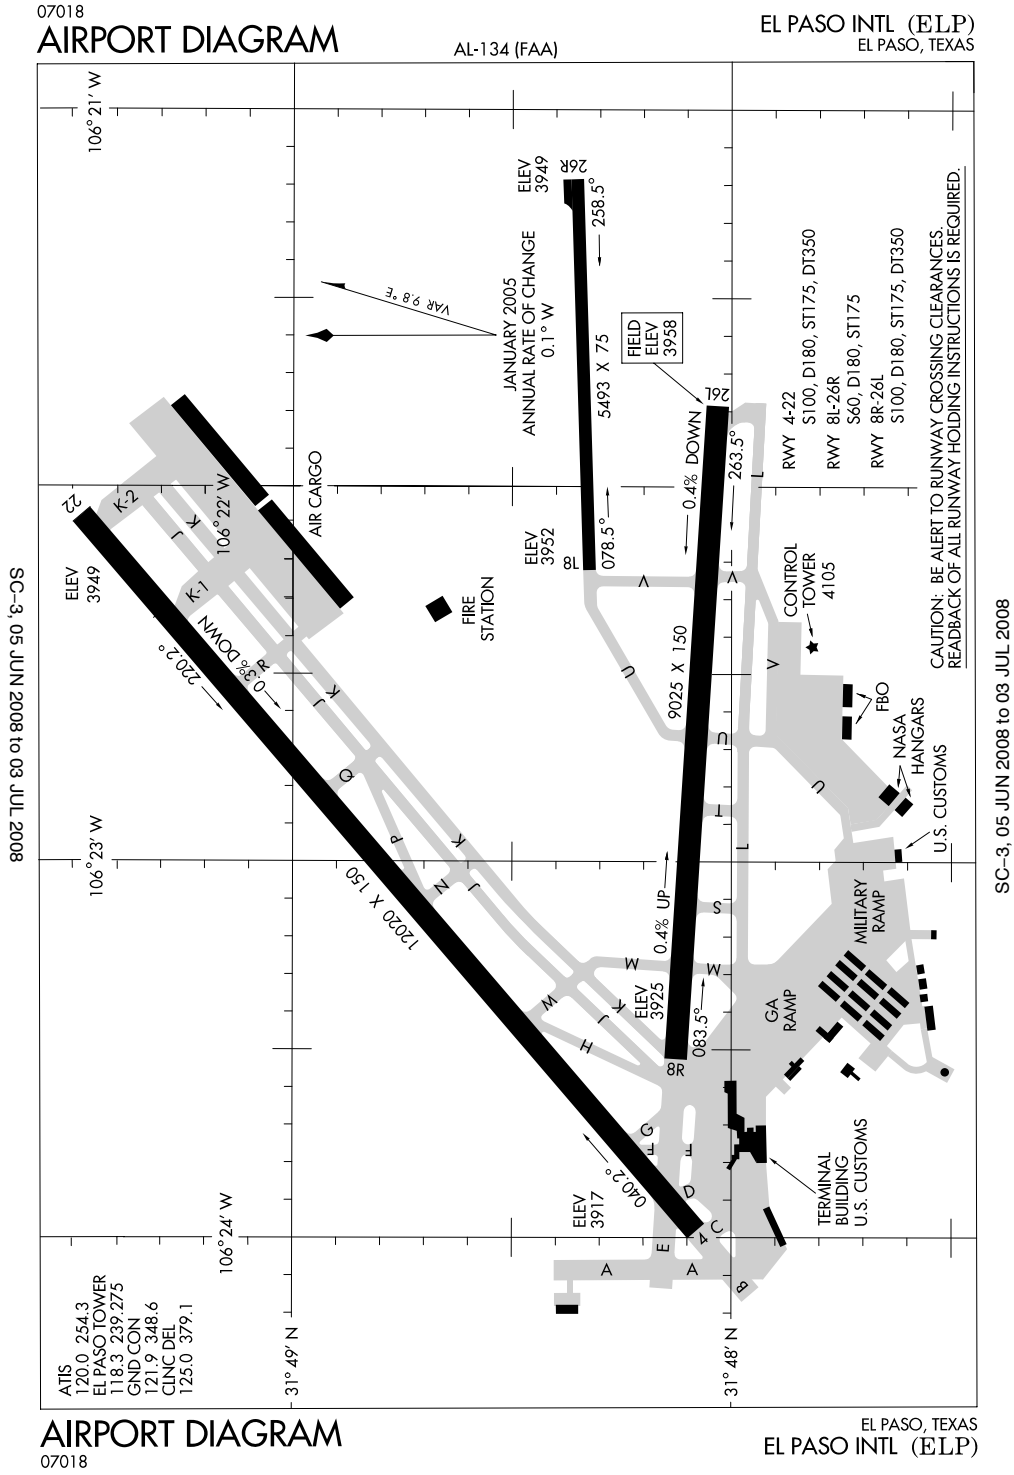 07018
AIRPORT DIAGRAM
AL-134 (FAA)
EL PASO INTL (ELP)
EL PASO, TEXAS
106° 21' W
106° 22' W
106° 23' W
106° 24' W
31° 49' N
31° 48' N
ATIS
120.0 254.3
EL PASO TOWER
118.3 239.275
GND CON
121.9 348.6
CLNC DEL
125.0 379.1
JANUARY 2005
ANNUAL RATE OF CHANGE
0.1° W
VAR 9.8° E
ELEV
3949
26R
258.5°
5493 X 75
078.5°
8L
ELEV
3952
FIELD
ELEV
3958
26L
263.5°
0.4% DOWN
9025 X 150
0.4% UP
083.5°
8R
ELEV
3925
22
ELEV
3949
220.2°
0.3% DOWN
12020 X 150
040.2°
4
ELEV
3917
AIR CARGO
FIRE
STATION
K-2
K-1
J
K
R
J
K
Q
P
N
K
J
M
M
M
H
J
K
G
F
F
D
C
E
A
A
B
S
T
T
U
U
U
V
V
V
L
L
RWY 4-22
S100, D180, ST175, DT350
RWY 8L-26R
S60, D180, ST175
RWY 8R-26L
S100, D180, ST175, DT350
CAUTION: BE ALERT TO RUNWAY CROSSING CLEARANCES.
READBACK OF ALL RUNWAY HOLDING INSTRUCTIONS IS REQUIRED.
CONTROL
TOWER
4105
FBO
NASA
HANGARS
U.S. CUSTOMS
MILITARY
RAMP
GA
RAMP
TERMINAL
BUILDING
U.S. CUSTOMS
SC-3, 05 JUN 2008 to 03 JUL 2008
SC-3, 05 JUN 2008 to 03 JUL 2008
AIRPORT DIAGRAM
07018
EL PASO, TEXAS
EL PASO INTL (ELP)